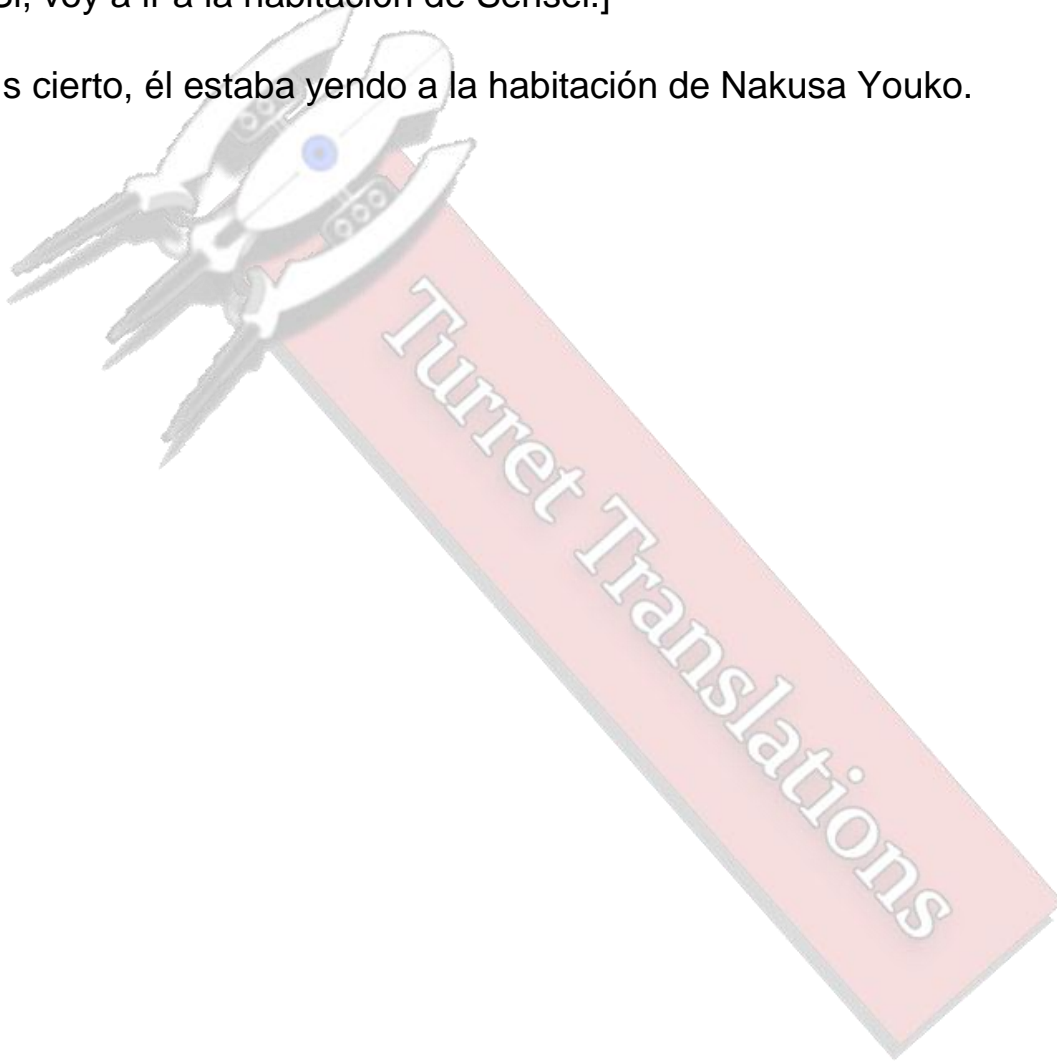 voy a ir a la habitación de Sensei.]
s cierto, él estaba yendo a la habitación de Nakusa Youko.
Turret Translations